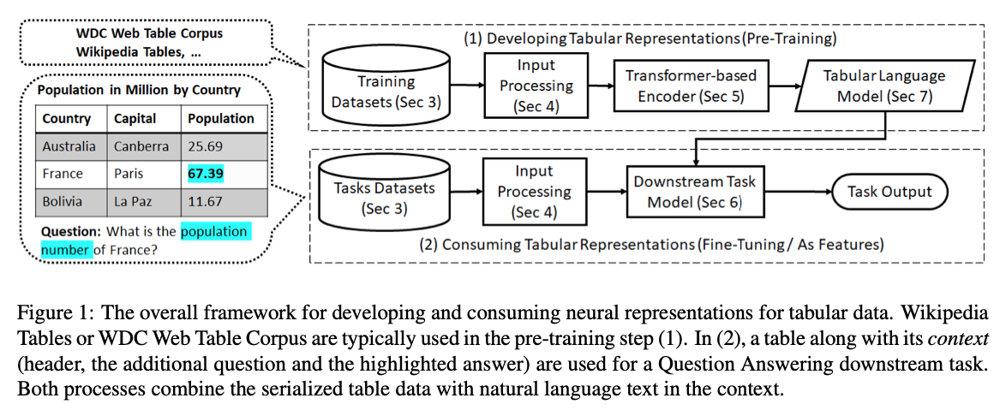 WDC Web Table Corpus
Wikipedia Tables, ...
Population in Million by Country
Country Capital Population
Australia Canberra 25.69
France Paris 67.39
Bolivia La Paz 11.67
Question: What is the population
number of France?
(1) Developing Tabular Representations (Pre-Training)
Training
Datasets (Sec 3)
Input
Processing
(Sec 4)
Transformer-based
Encoder (Sec 5)
Tabular Language
Model (Sec 7)
Tasks Datasets
(Sec 3)
Input
Processing
(Sec 4)
Downstream Task
Model (Sec 6)
Task Output
(2) Consuming Tabular Representations (Fine-Tuning / As Features)
Figure 1: The overall framework for developing and consuming neural representations for tabular data. Wikipedia
Tables or WDC Web Table Corpus are typically used in the pre-training step (1). In (2), a table along with its context
(header, the additional question and the highlighted answer) are used for a Question Answering downstream task.
Both processes combine the serialized table data with natural language text in the context.